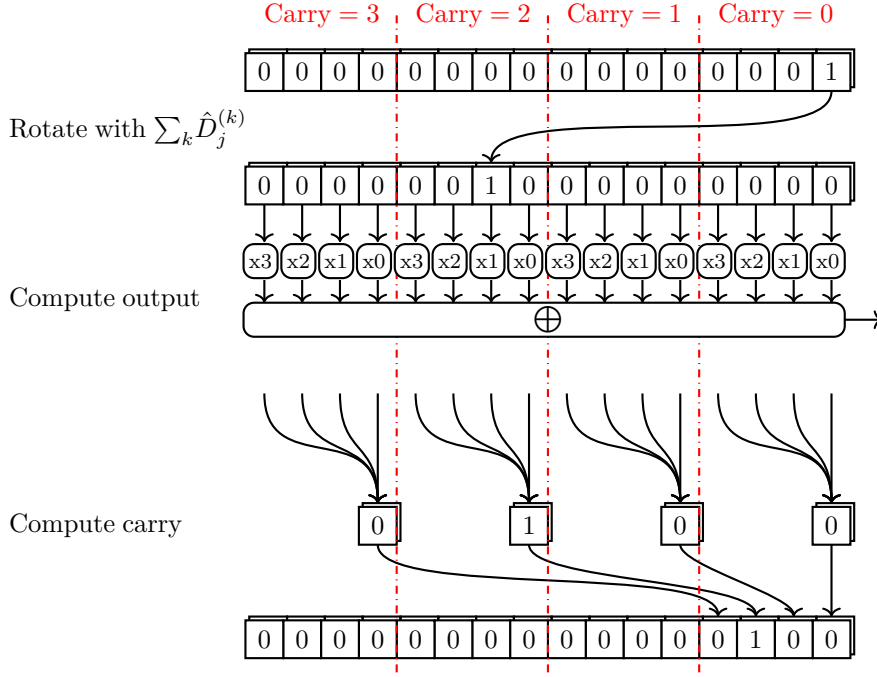 Carry = 3 Carry = 2 Carry = 1 Carry = 0
0 0 0 0 0 0 0 0 0 0 0 0 0 0 0 1
Rotate with ∑ₖ D̂ⱼ⁽ᵏ⁾
0 0 0 0 0 0 1 0 0 0 0 0 0 0 0 0
x3 x2 x1 x0 x3 x2 x1 x0 x3 x2 x1 x0 x3 x2 x1 x0
Compute output
⊕
Compute carry
0 1 0 0
0 0 0 0 0 0 0 0 0 0 0 0 0 1 0 0